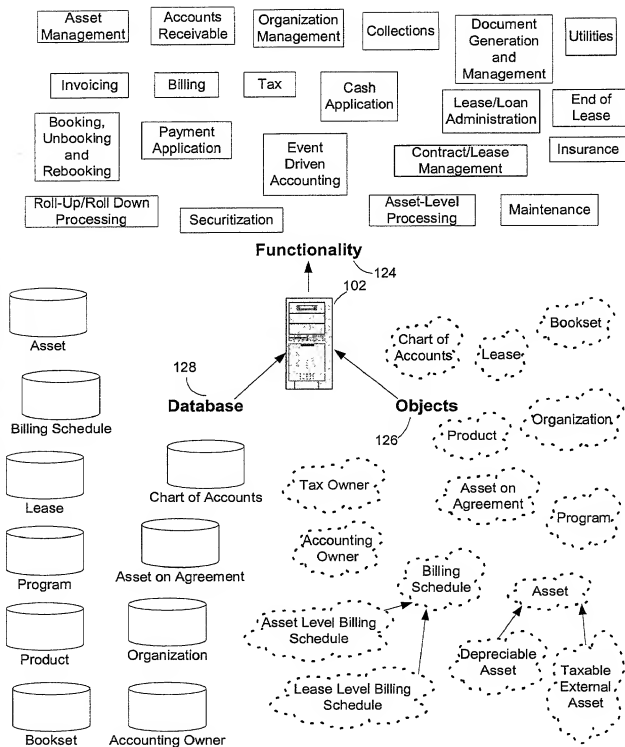 Asset
Management
Accounts
Receivable
Organization
Management
Collections
Document
Generation
and
Management
Utilities
Invoicing
Billing
Tax
Cash
Application
Lease/Loan
Administration
End of
Lease
Booking,
Unbooking
and
Rebooking
Payment
Application
Event
Driven
Accounting
Contract/Lease
Management
Insurance
Roll-Up/Roll Down
Processing
Securitization
Asset-Level
Processing
Maintenance
Functionality
124
102
128
Database
Objects
126
Asset
Billing Schedule
Lease
Program
Product
Bookset
Chart of Accounts
Asset on Agreement
Organization
Accounting Owner
Chart of
Accounts
Lease
Bookset
Product
Organization
Tax Owner
Asset on
Agreement
Program
Accounting
Owner
Billing
Schedule
Asset
Asset Level Billing
Schedule
Lease Level Billing
Schedule
Depreciable
Asset
Taxable
External
Asset